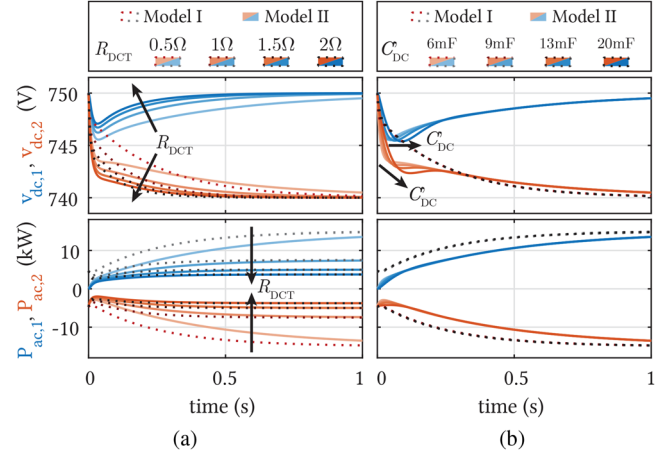 Model I Model II
R_DCT 0.5Ω 1Ω 1.5Ω 2Ω
v_dc,1, v_dc,2 (V)
750
745
740
R_DCT
P_ac,1, P_ac,2 (kW)
10
0
-10
R_DCT
0 0.5 1
time (s)
(a)
Model I Model II
C''_DC 6mF 9mF 13mF 20mF
C''_DC
C''_DC
0 0.5 1
time (s)
(b)